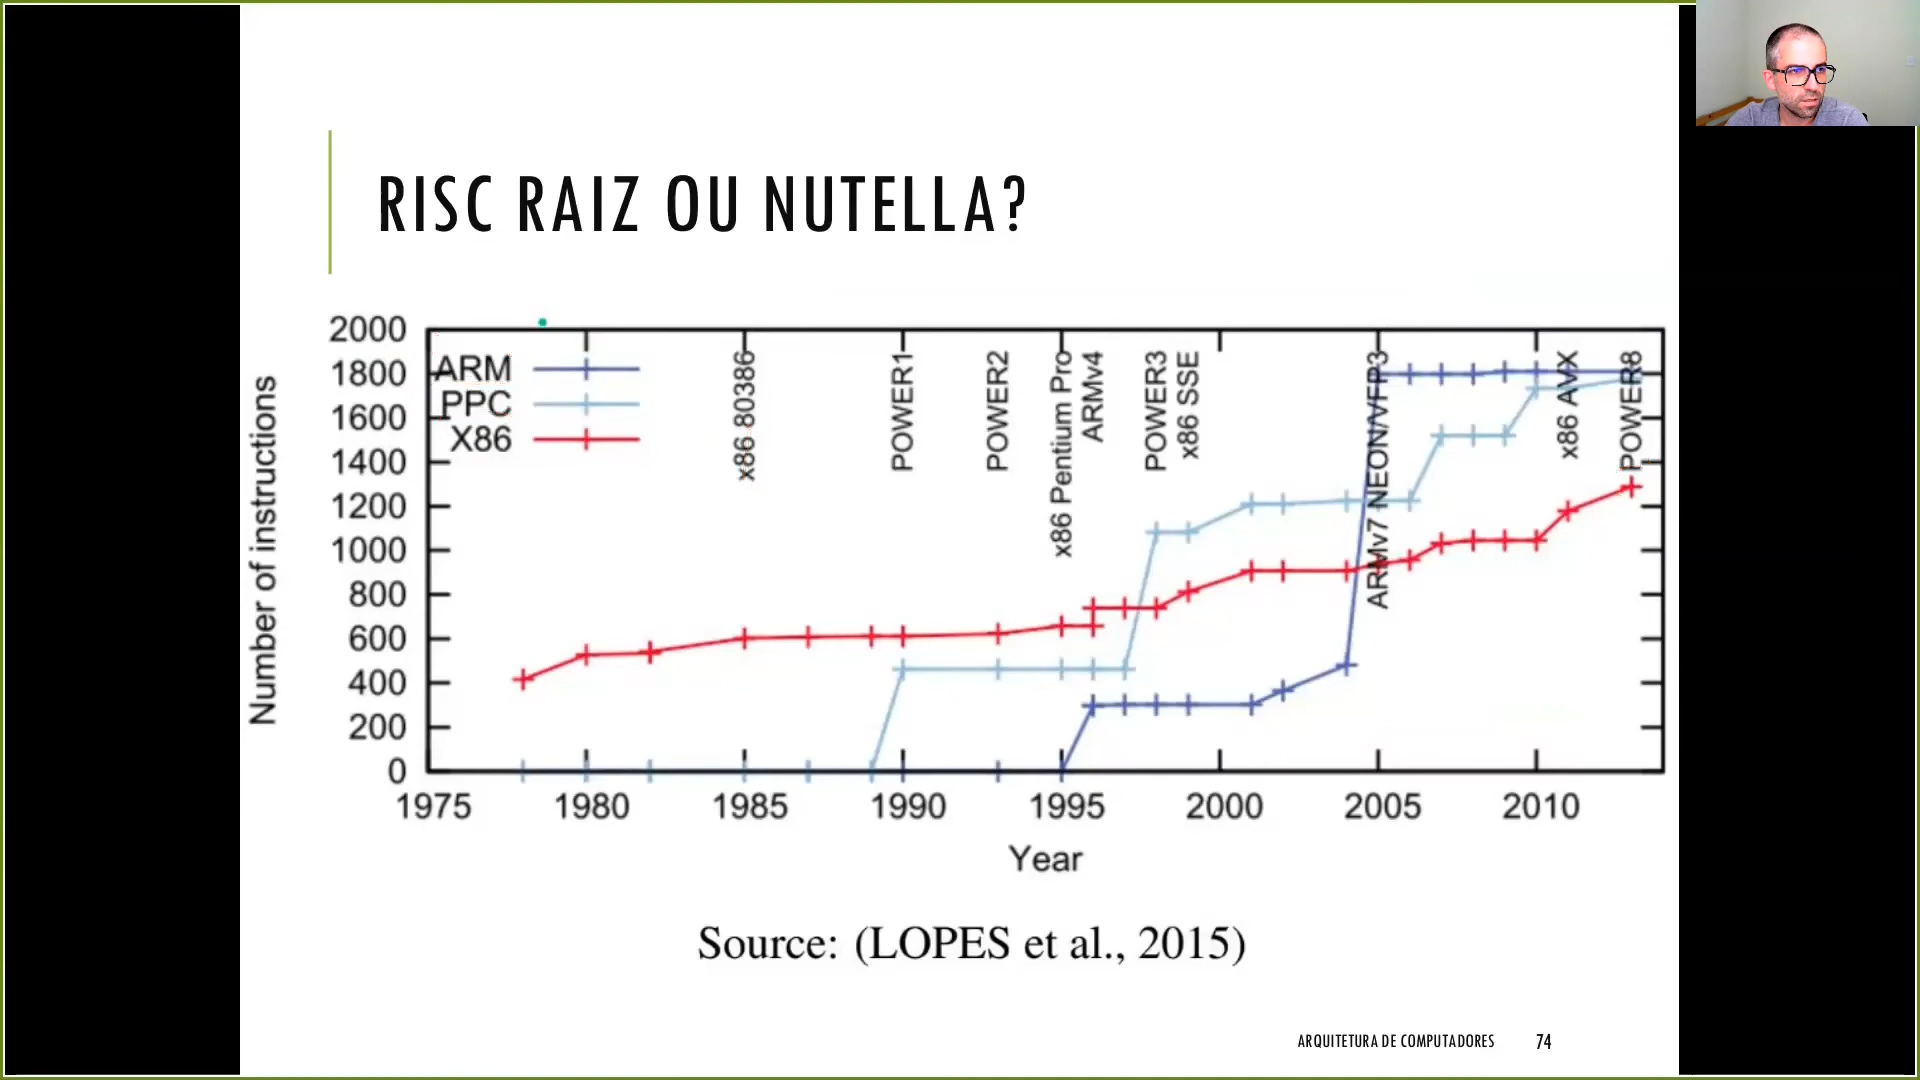 RISC RAIZ OU NUTELLA?
Number of instructions
2000
1800
1600
1400
1200
1000
800
600
400
200
0
ARM
PPC
X86
x86 80386
POWER1
POWER2
x86 Pentium Pro
ARMv4
POWER3
x86 SSE
ARMv7 NEON/VFP3
x86 AVX
POWER8
1975
1980
1985
1990
1995
2000
2005
2010
Year
Source: (LOPES et al., 2015)
ARQUITETURA DE COMPUTADORES
74